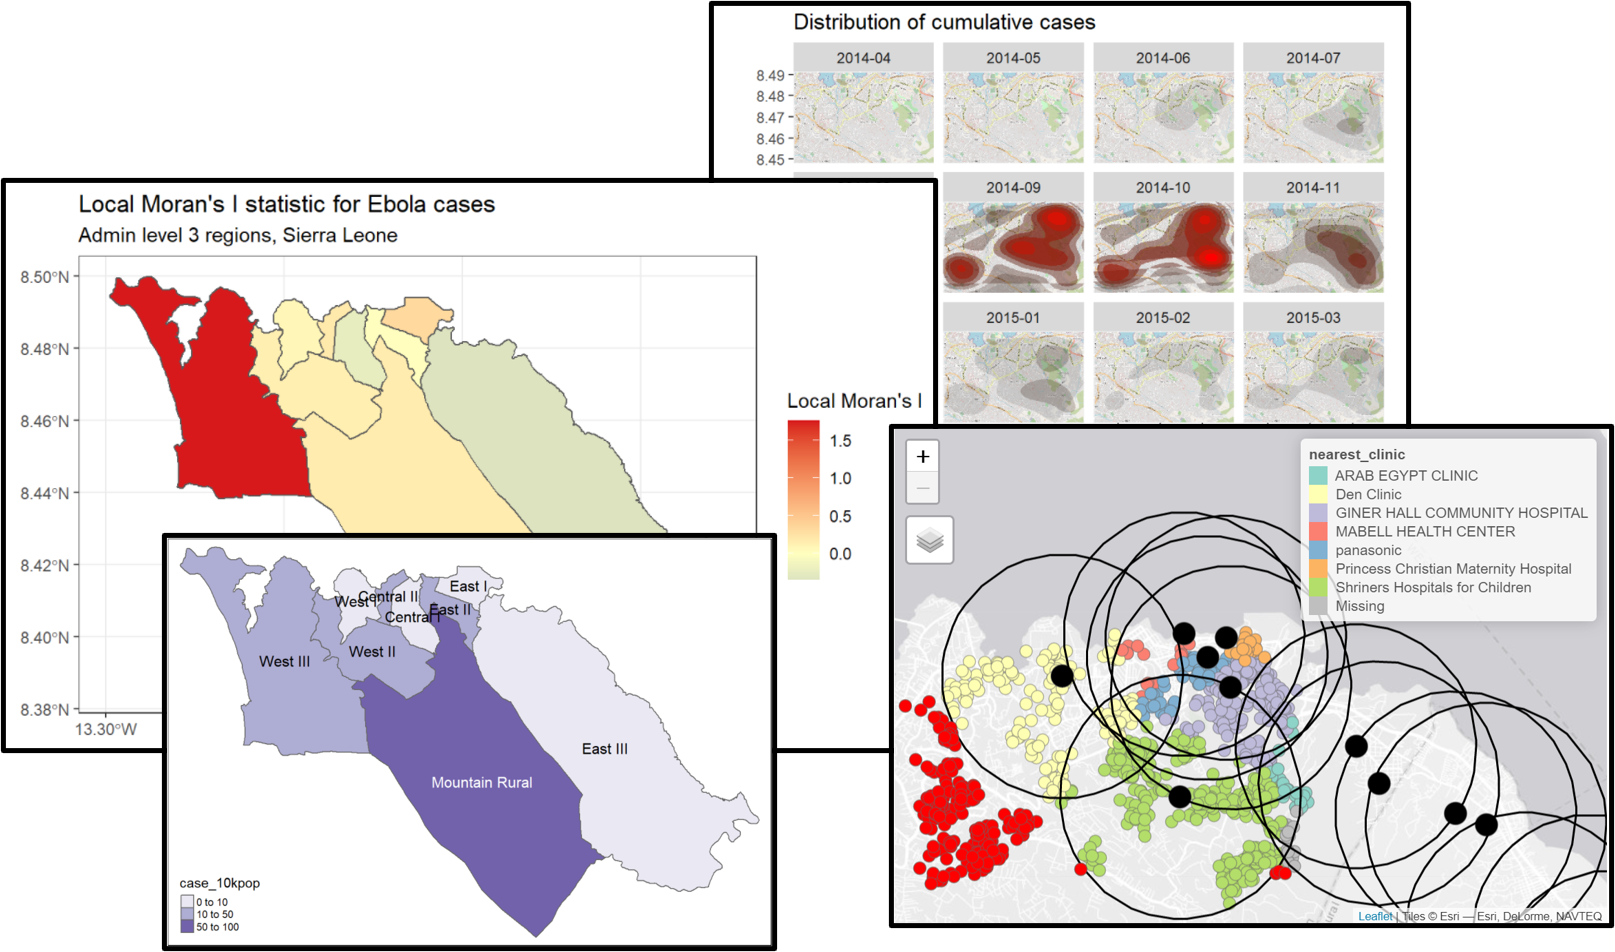 Distribution of cumulative cases
2014-04
2014-05
2014-06
2014-07
8.49
8.48
8.47
8.46
8.45
2014-09
2014-10
2014-11
2015-01
2015-02
2015-03
Local Moran's I statistic for Ebola cases
Admin level 3 regions, Sierra Leone
8.50°N
8.48°N
8.46°N
8.44°N
8.42°N
8.40°N
8.38°N
13.30°W
Local Moran's I
1.5
1.0
0.5
0.0
East I
Central II
West I
East II
Central I
West II
West III
East III
Mountain Rural
case_10kpop
0 to 10
10 to 50
50 to 100
+
−
nearest_clinic
ARAB EGYPT CLINIC
Den Clinic
GINER HALL COMMUNITY HOSPITAL
MABELL HEALTH CENTER
panasonic
Princess Christian Maternity Hospital
Shriners Hospitals for Children
Missing
Leaflet | Tiles © Esri — Esri, DeLorme, NAVTEQ